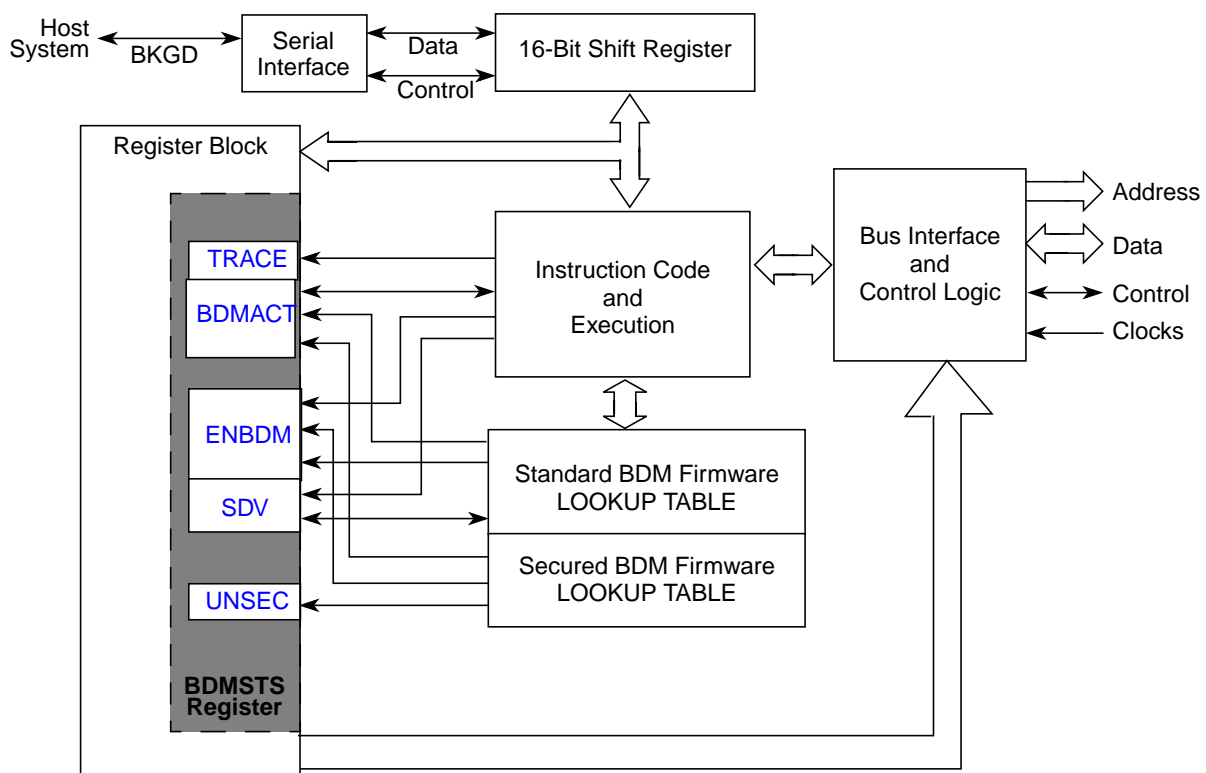 Host
System
BKGD
Serial
Interface
Data
Control
16-Bit Shift Register
Register Block
TRACE
BDMACT
ENBDM
SDV
UNSEC
BDMSTS
Register
Instruction Code
and
Execution
Standard BDM Firmware
LOOKUP TABLE
Secured BDM Firmware
LOOKUP TABLE
Bus Interface
and
Control Logic
Address
Data
Control
Clocks